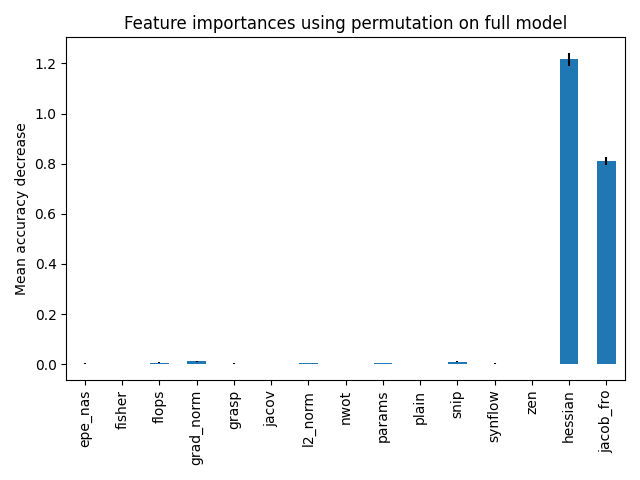 Feature importances using permutation on full model
Mean accuracy decrease
1.2
1.0
0.8
0.6
0.4
0.2
0.0
epe_nas
fisher
flops
grad_norm
grasp
jacov
l2_norm
nwot
params
plain
snip
synflow
zen
hessian
jacob_fro